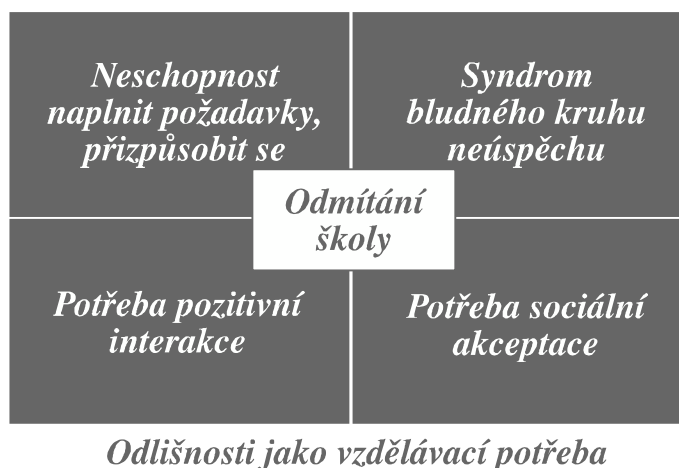 Neschopnost
naplnit požadavky,
přizpůsobit se
Syndrom
bludného kruhu
neúspěchu
Odmítání
školy
Potřeba pozitivní
interakce
Potřeba sociální
akceptace
Odlišnosti jako vzdělávací potřeba